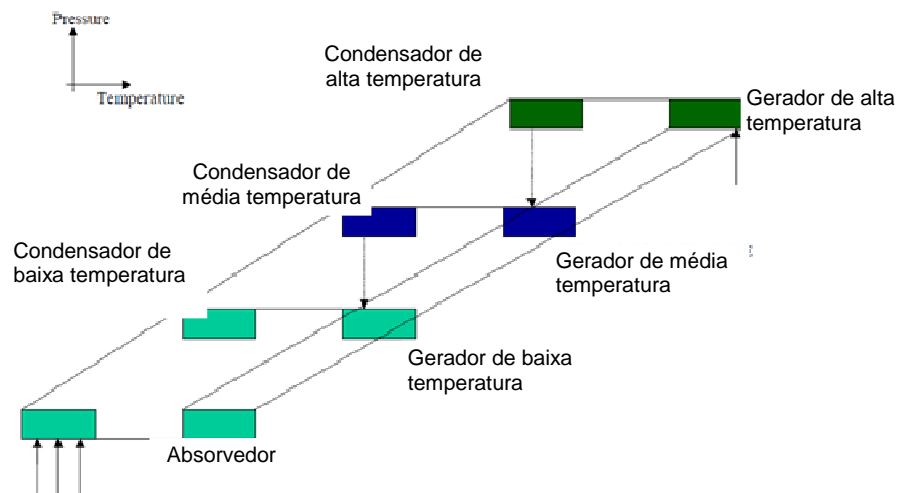 Pressure
Temperature
Condensador de
alta temperatura
Gerador de alta
temperatura
Condensador de
média temperatura
Condensador de
baixa temperatura
Gerador de média
temperatura
Gerador de baixa
temperatura
Absorvedor